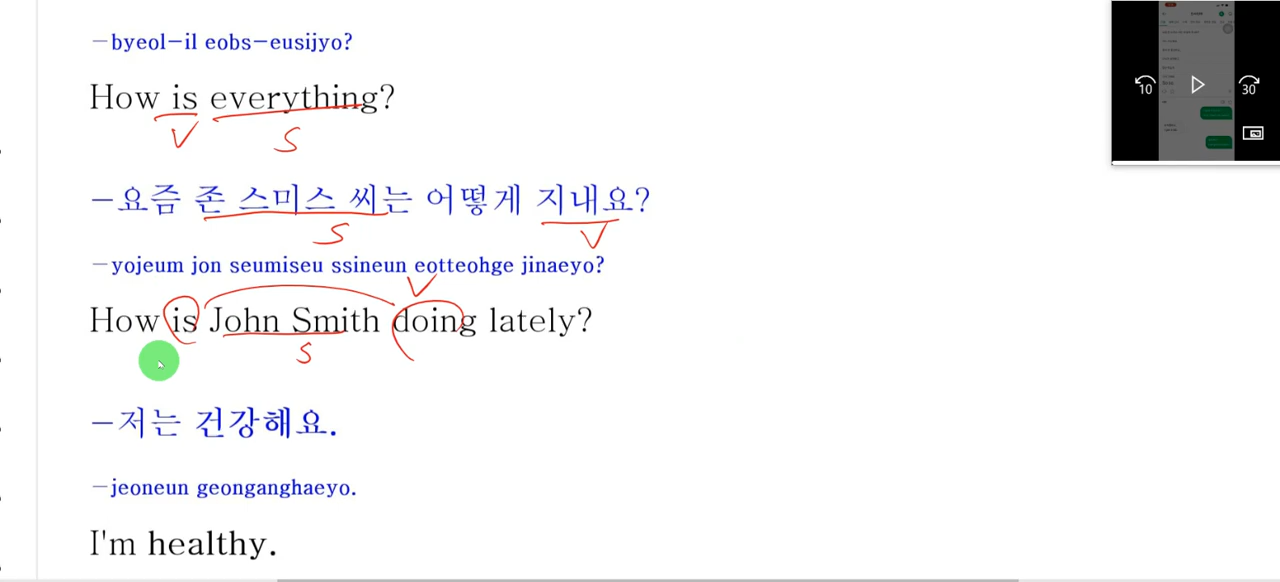 –byeol–il eobs–eusijyo?
How is everything?
V S
–요즘 존 스미스 씨는 어떻게 지내요?
S V
–yojeum jon seumiseu ssineun eotteohge jinaeyo?
V
How is John Smith doing lately?
S
–저는 건강해요.
–jeoneun geonganghaeyo.
I'm healthy.
10 30